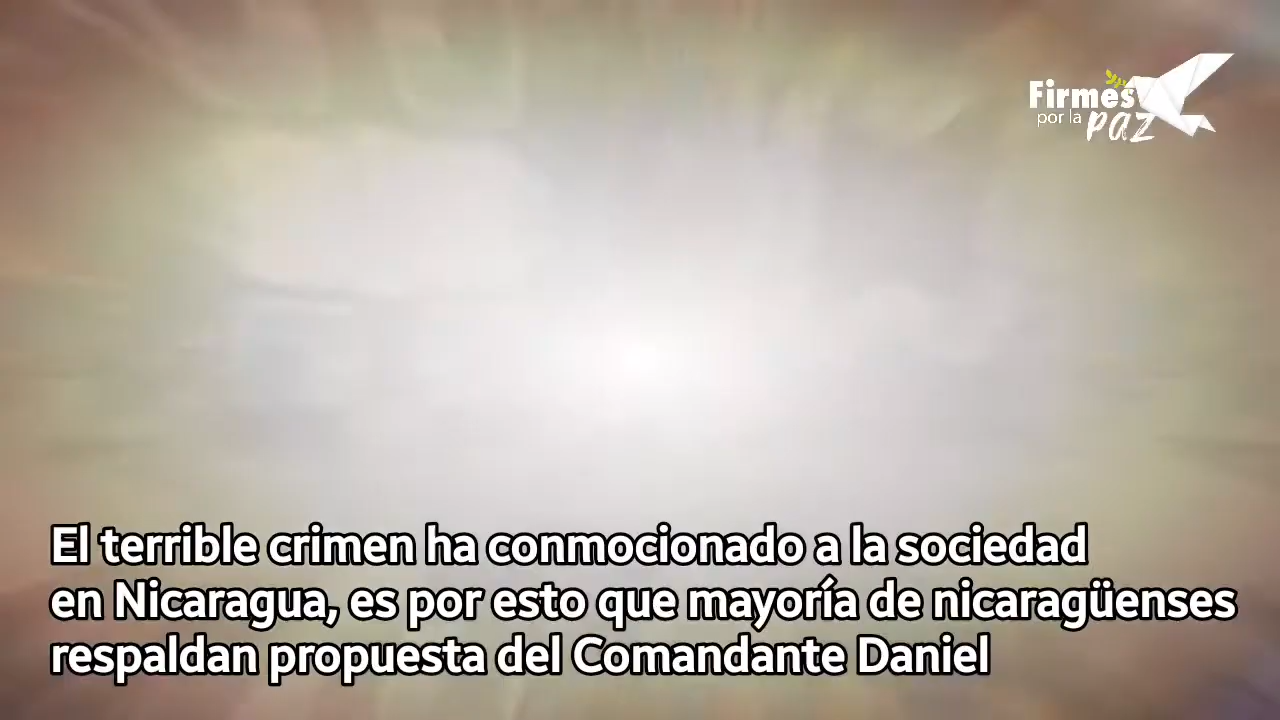 Firmes
por la
paz
El terrible crimen ha conmocionado a la sociedad
en Nicaragua, es por esto que mayoría de nicaragüenses
respaldan propuesta del Comandante Daniel